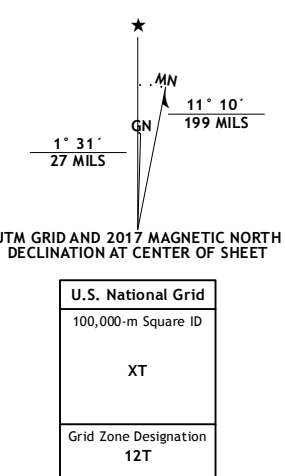 ★
MN
11° 10´
199 MILS
GN
1° 31´
27 MILS
UTM GRID AND 2017 MAGNETIC NORTH
DECLINATION AT CENTER OF SHEET
U.S. National Grid
100,000-m Square ID
XT
Grid Zone Designation
12T